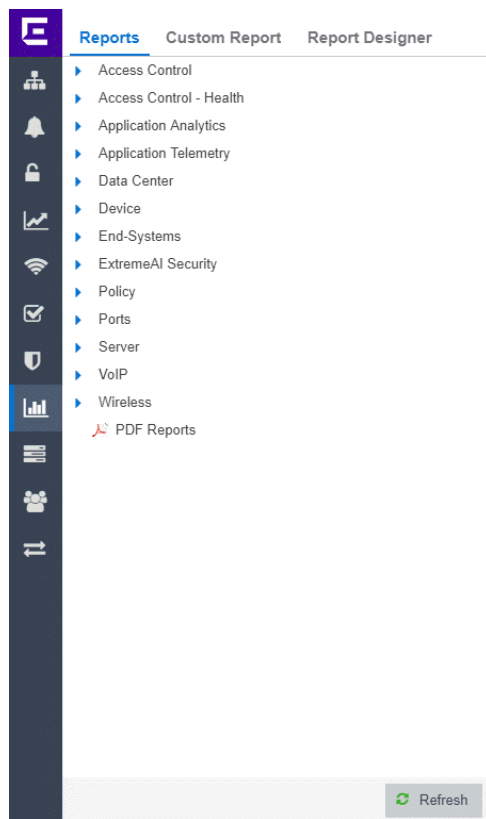 Reports Custom Report Report Designer
Access Control
Access Control - Health
Application Analytics
Application Telemetry
Data Center
Device
End-Systems
ExtremeAI Security
Policy
Ports
Server
VoIP
Wireless
PDF Reports
Refresh